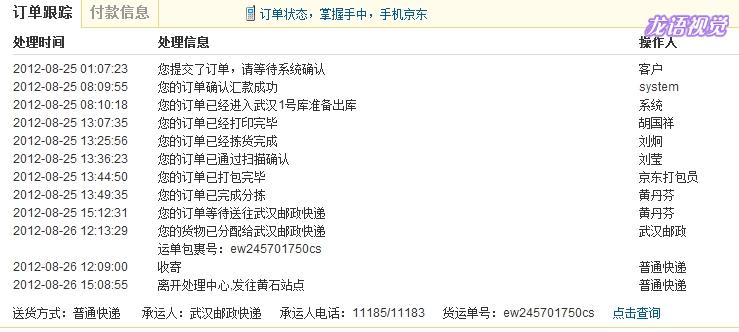 订单跟踪 付款信息 订单状态，掌握手中，手机京东
龙语视觉
处理时间 处理信息 操作人
2012-08-25 01:07:23 您提交了订单，请等待系统确认 客户
2012-08-25 08:09:55 您的订单确认汇款成功 system
2012-08-25 08:10:18 您的订单已经进入武汉1号库准备出库 系统
2012-08-25 13:07:35 您的订单已经打印完毕 胡国祥
2012-08-25 13:25:56 您的订单已经拣货完成 刘炯
2012-08-25 13:36:23 您的订单已通过扫描确认 刘莹
2012-08-25 13:44:50 您的订单已打包完毕 京东打包员
2012-08-25 13:49:35 您的订单已完成分拣 黄丹芬
2012-08-25 15:12:31 您的订单等待送往武汉邮政快递 黄丹芬
2012-08-26 12:13:29 您的货物已分配给武汉邮政快递 武汉邮政
运单包裹号：ew245701750cs
2012-08-26 12:09:00 收寄 普通快递
2012-08-26 15:08:55 离开处理中心,发往黄石站点 普通快递
送货方式：普通快递 承运人：武汉邮政快递 承运人电话：11185/11183 货运单号：ew245701750cs 点击查询